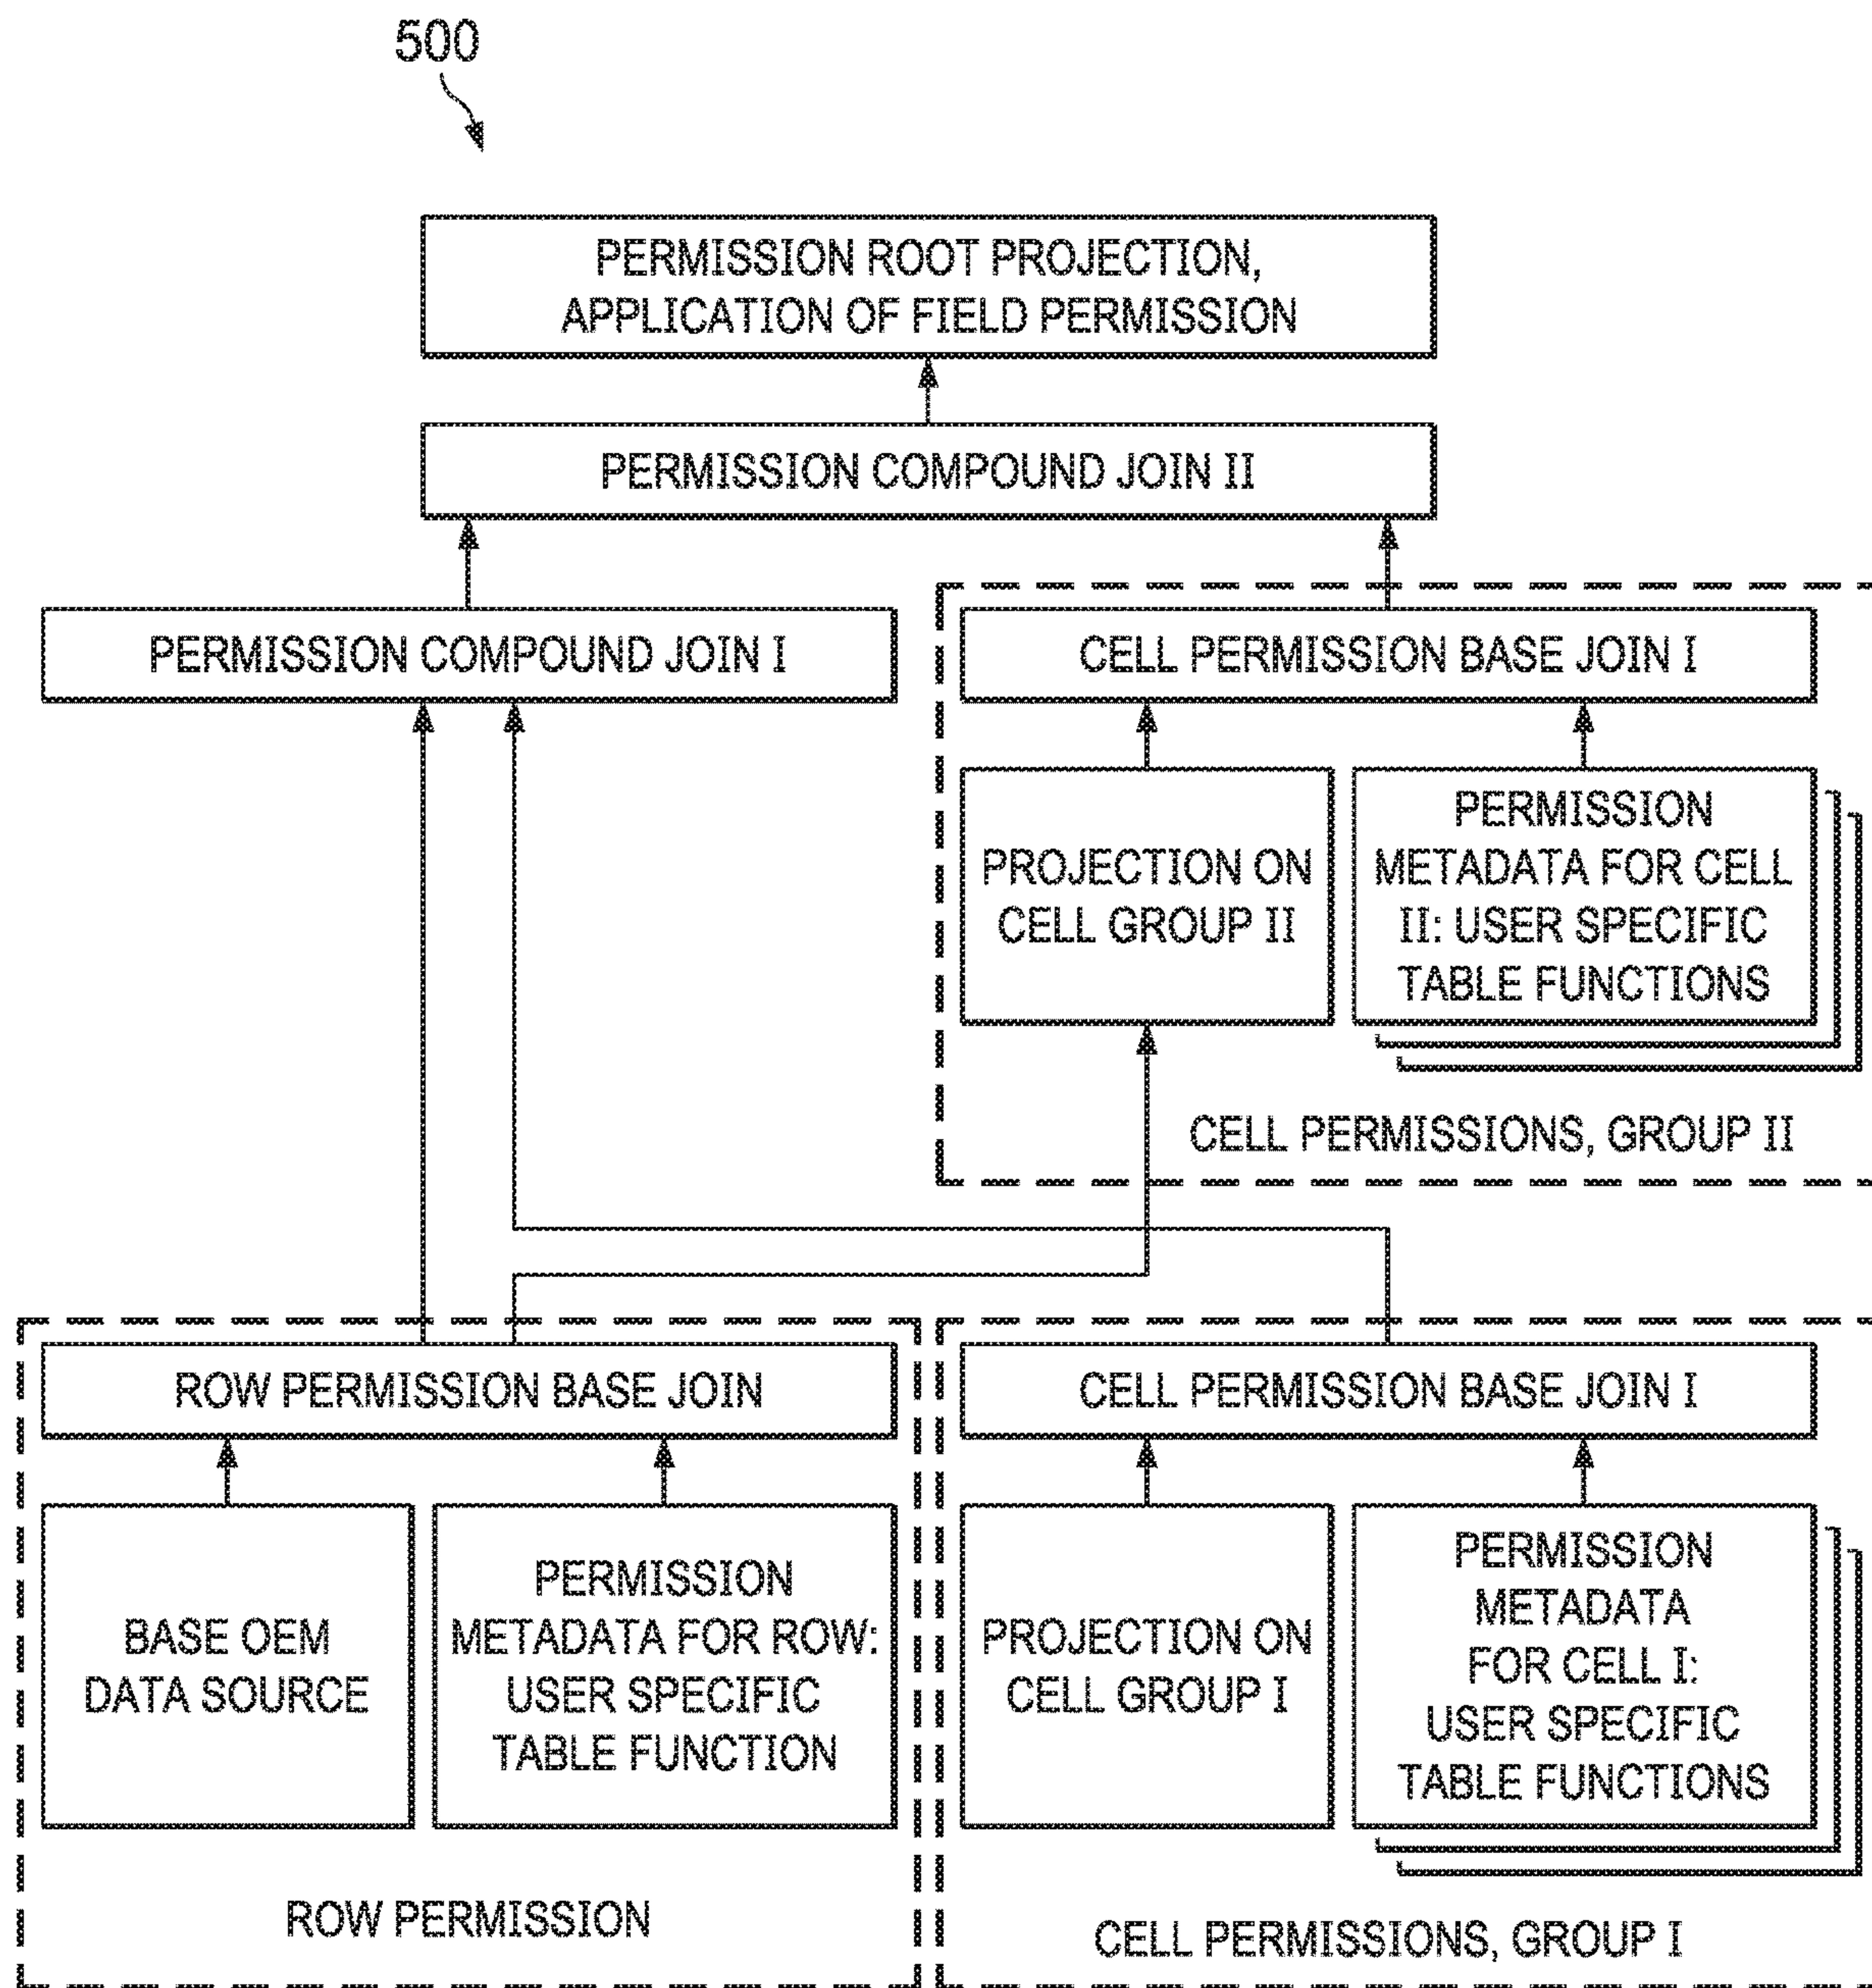 500
PERMISSION ROOT PROJECTION,
APPLICATION OF FIELD PERMISSION
PERMISSION COMPOUND JOIN II
PERMISSION COMPOUND JOIN I
CELL PERMISSION BASE JOIN I
PROJECTION ON
CELL GROUP II
PERMISSION
METADATA FOR CELL
II: USER SPECIFIC
TABLE FUNCTIONS
CELL PERMISSIONS, GROUP II
ROW PERMISSION BASE JOIN
BASE OEM
DATA SOURCE
PERMISSION
METADATA FOR ROW:
USER SPECIFIC
TABLE FUNCTION
ROW PERMISSION
CELL PERMISSION BASE JOIN I
PROJECTION ON
CELL GROUP I
PERMISSION
METADATA
FOR CELL I:
USER SPECIFIC
TABLE FUNCTIONS
CELL PERMISSIONS, GROUP I